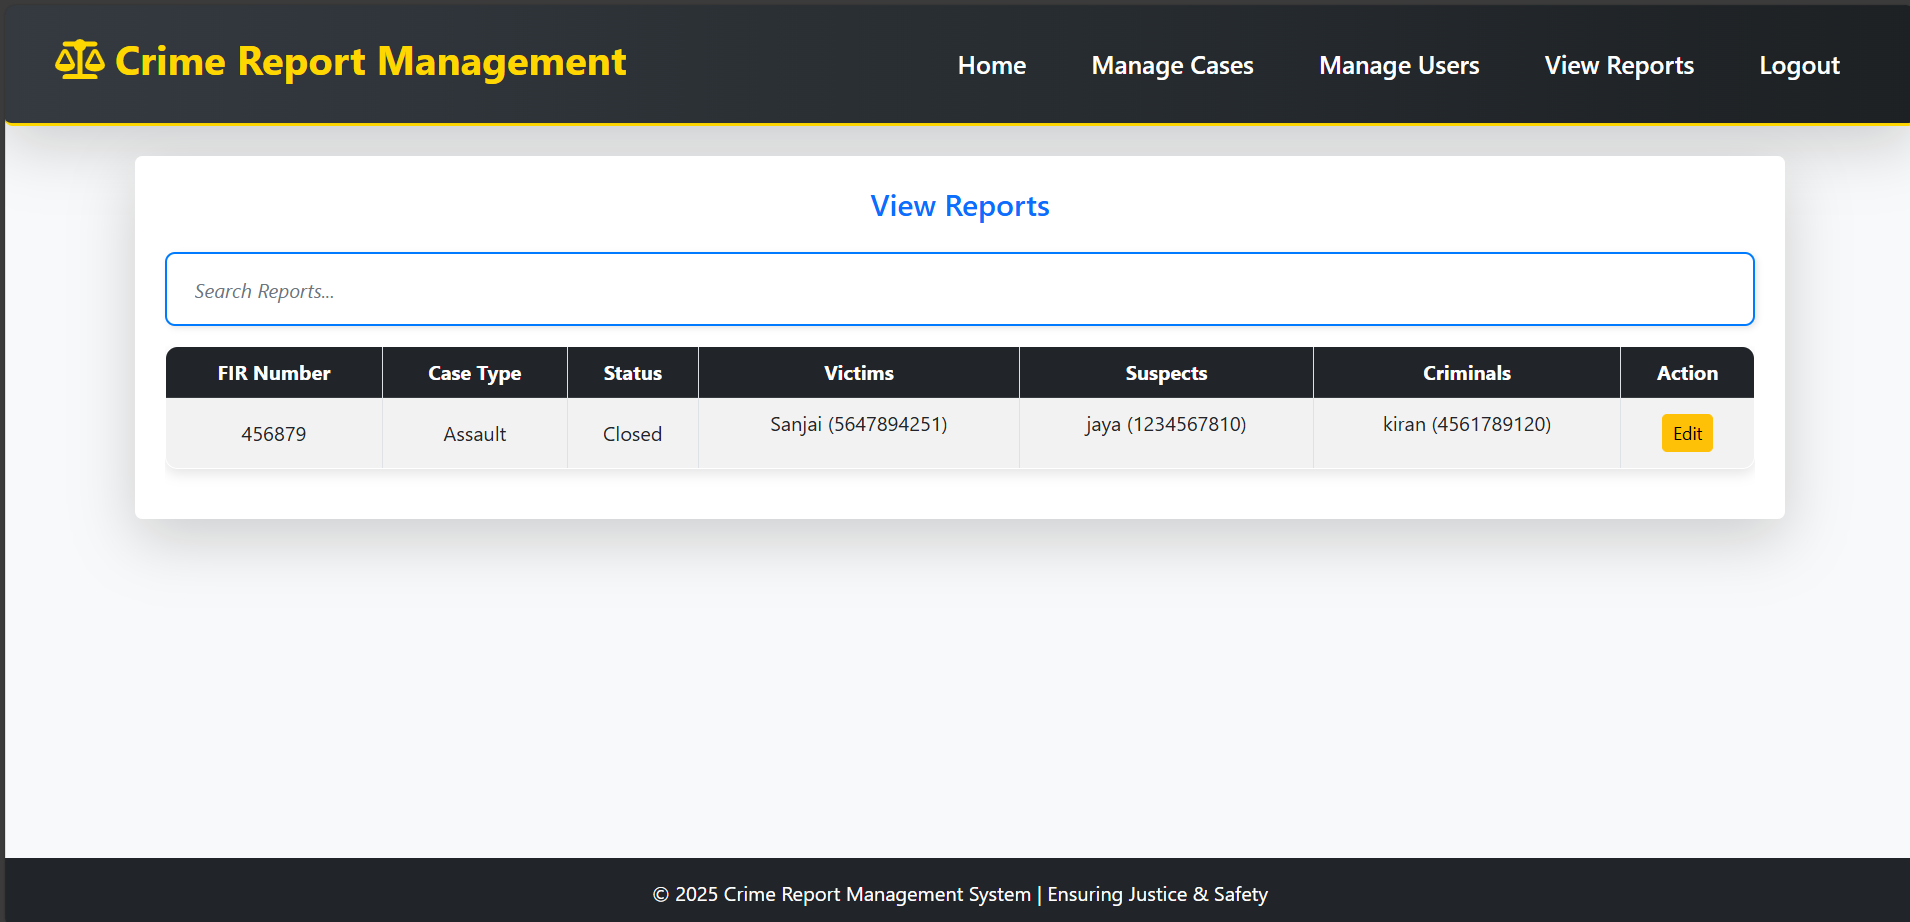 Crime Report Management
Home Manage Cases Manage Users View Reports Logout
View Reports
Search Reports...
FIR Number Case Type Status Victims Suspects Criminals Action
456879 Assault Closed Sanjai (5647894251) jaya (1234567810) kiran (4561789120) Edit
© 2025 Crime Report Management System | Ensuring Justice & Safety